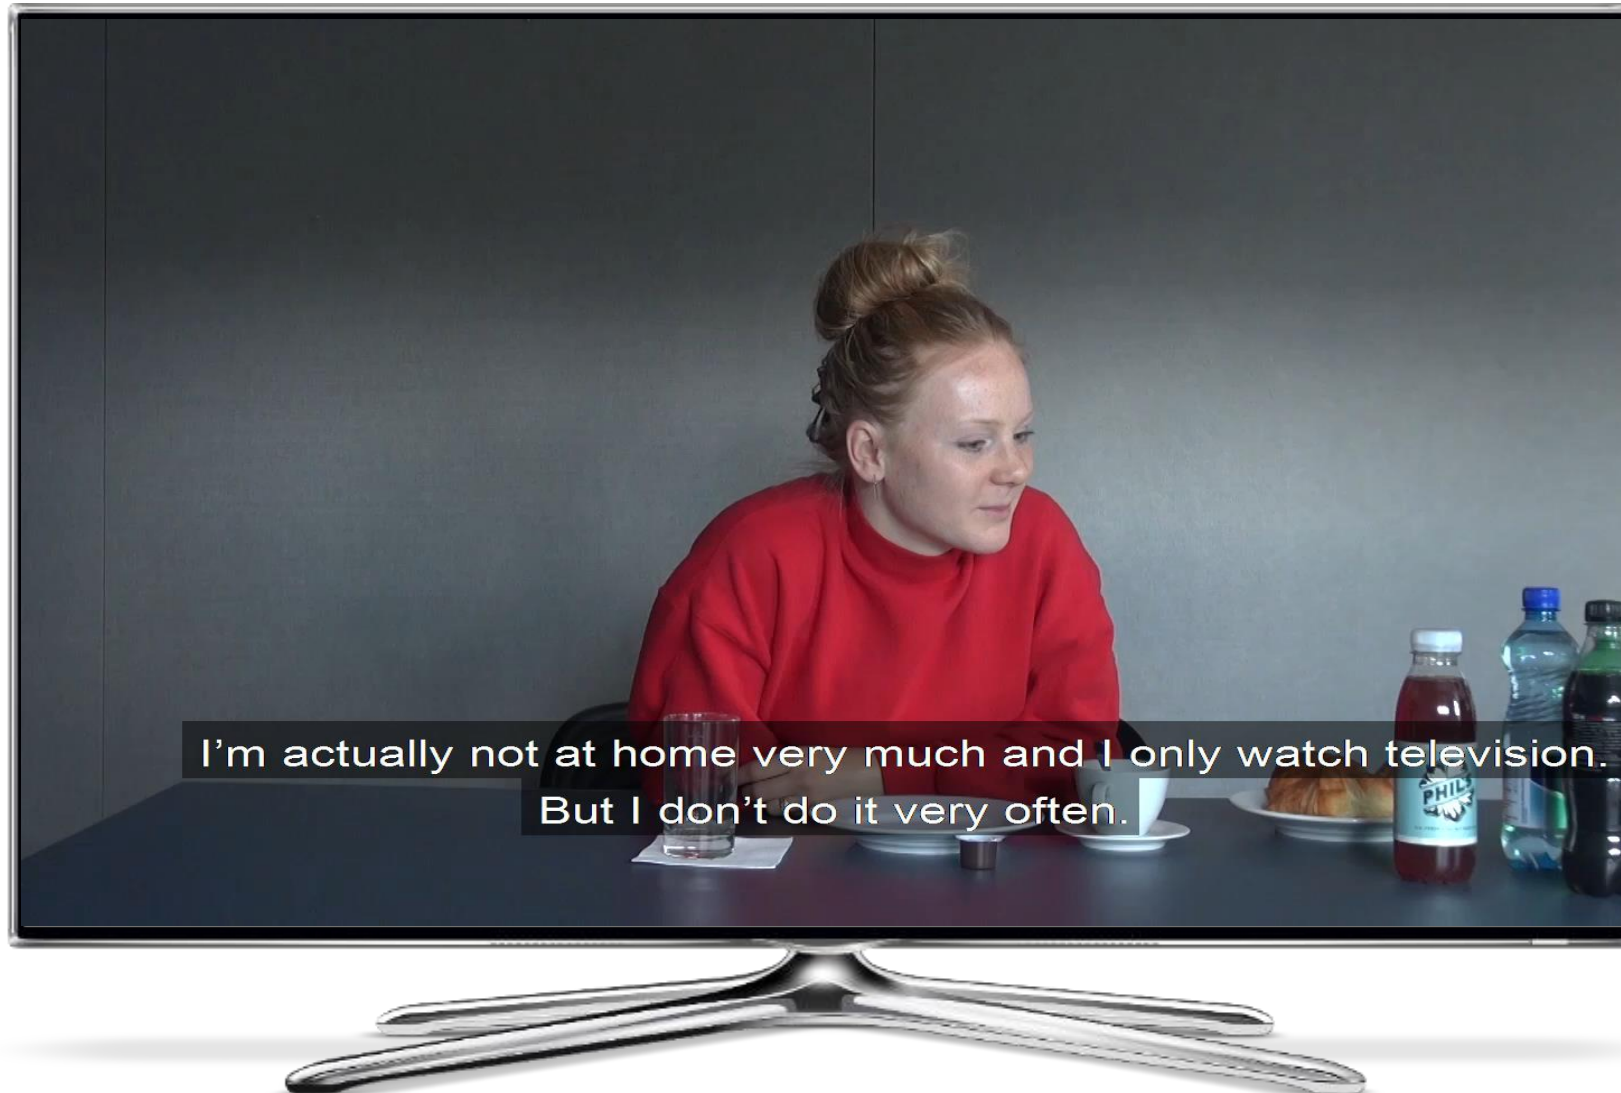 I’m actually not at home very much and I only watch television.
But I don’t do it very often.
PHIL